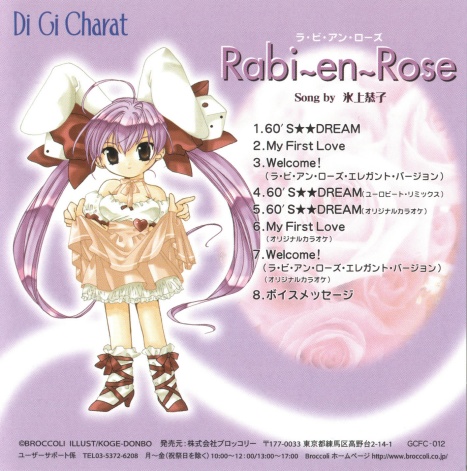 Di Gi Charat
ラ・ビ・アン・ローズ
Rabi~en~Rose
Song by 氷上恭子
1.60'S★★DREAM
2.My First Love
3.Welcome!
(ラ・ビ・アン・ローズ・エレガント・バージョン)
4.60'S★★DREAM(ユーロビート・リミックス)
5.60'S★★DREAM(オリジナルカラオケ)
6.My First Love
(オリジナルカラオケ)
7.Welcome!
(ラ・ビ・アン・ローズ・エレガント・バージョン)
(オリジナルカラオケ)
8.ボイスメッセージ
©BROCCOLI ILLUST/KOGE-DONBO 発売元:株式会社ブロッコリー 〒177-0033 東京都練馬区高野台2-14-1 GCFC-012
ユーザーサポート係 TEL03-5372-6208 月〜金(祝祭日を除く)10:00〜12:00/13:00〜17:00 Broccoli ホームページ http://www.broccoli.co.jp/